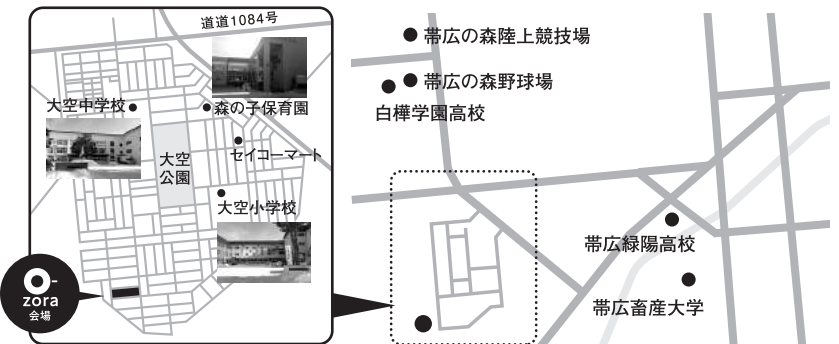 道道1084号
大空中学校
森の子保育園
セイコーマート
大空
公園
大空小学校
O-
zora
会場
帯広の森陸上競技場
帯広の森野球場
白樺学園高校
帯広緑陽高校
帯広畜産大学